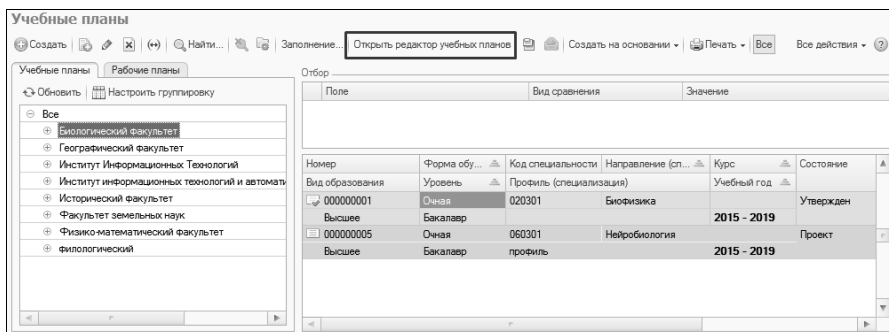 Учебные планы
Создать Найти... Заполнение... Открыть редактор учебных планов Создать на основании Печать Все Все действия ?
Учебные планы Рабочие планы
Обновить Настроить группировку
Все
Биологический факультет
Географический факультет
Институт Информационных Технологий
Институт информационных технологий и автомати
Исторический факультет
Факультет земельных наук
Физико-математический факультет
филологический
Отбор
Поле Вид сравнения Значение
Номер Форма обу... Код специальности Направление (сп... Курс Состояние
Вид образования Уровень Профиль (специализация) Учебный год
000000001 Очная 020301 Биофизика Утвержден
Высшее Бакалавр 2015 - 2019
000000005 Очная 060301 Нейробиология Проект
Высшее Бакалавр профиль 2015 - 2019